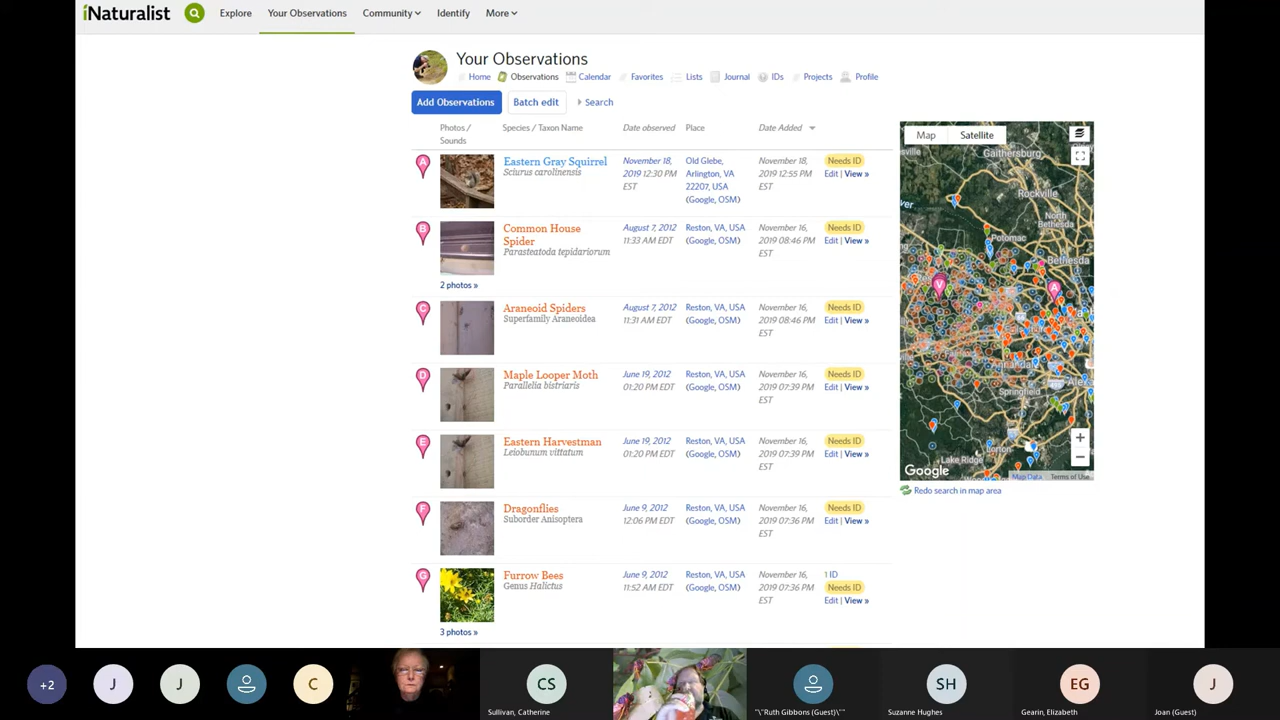 iNaturalist Explore Your Observations Community Identify More
Your Observations
Home Observations Calendar Favorites Lists Journal IDs Projects Profile
Add Observations Batch edit Search
Photos / Sounds Species / Taxon Name Date observed Place Date Added
A Eastern Gray Squirrel
Sciurus carolinensis
November 18, 2019 12:30 PM EST
Old Glebe, Arlington, VA 22207, USA (Google, OSM)
November 18, 2019 12:55 PM EST
Needs ID
Edit | View »
B Common House Spider
Parasteatoda tepidariorum
August 7, 2012 11:33 AM EDT
Reston, VA, USA (Google, OSM)
November 16, 2019 08:46 PM EST
Needs ID
Edit | View »
2 photos »
C Araneoid Spiders
Superfamily Araneoidea
August 7, 2012 11:31 AM EDT
Reston, VA, USA (Google, OSM)
November 16, 2019 08:46 PM EST
Needs ID
Edit | View »
D Maple Looper Moth
Parallelia bistriaris
June 19, 2012 01:20 PM EDT
Reston, VA, USA (Google, OSM)
November 16, 2019 07:39 PM EST
Needs ID
Edit | View »
E Eastern Harvestman
Leiobunum vittatum
June 19, 2012 01:20 PM EDT
Reston, VA, USA (Google, OSM)
November 16, 2019 07:39 PM EST
Needs ID
Edit | View »
F Dragonflies
Suborder Anisoptera
June 9, 2012 12:06 PM EDT
Reston, VA, USA (Google, OSM)
November 16, 2019 07:36 PM EST
Needs ID
Edit | View »
G Furrow Bees
Genus Halictus
June 9, 2012 11:52 AM EDT
Reston, VA, USA (Google, OSM)
November 16, 2019 07:36 PM EST
1 ID
Needs ID
Edit | View »
3 photos »
Map Satellite
Gaithersburg
Rockville
North Bethesda
Potomac
Bethesda
V A
Annandale
Springfield
Lake Ridge
Lorton
+
−
Google Map Data Terms of Use
Redo search in map area
+2 J J C CS SH EG J
Sullivan, Catherine "\"Ruth Gibbons (Guest)\"" Suzanne Hughes Gearin, Elizabeth Joan (Guest)